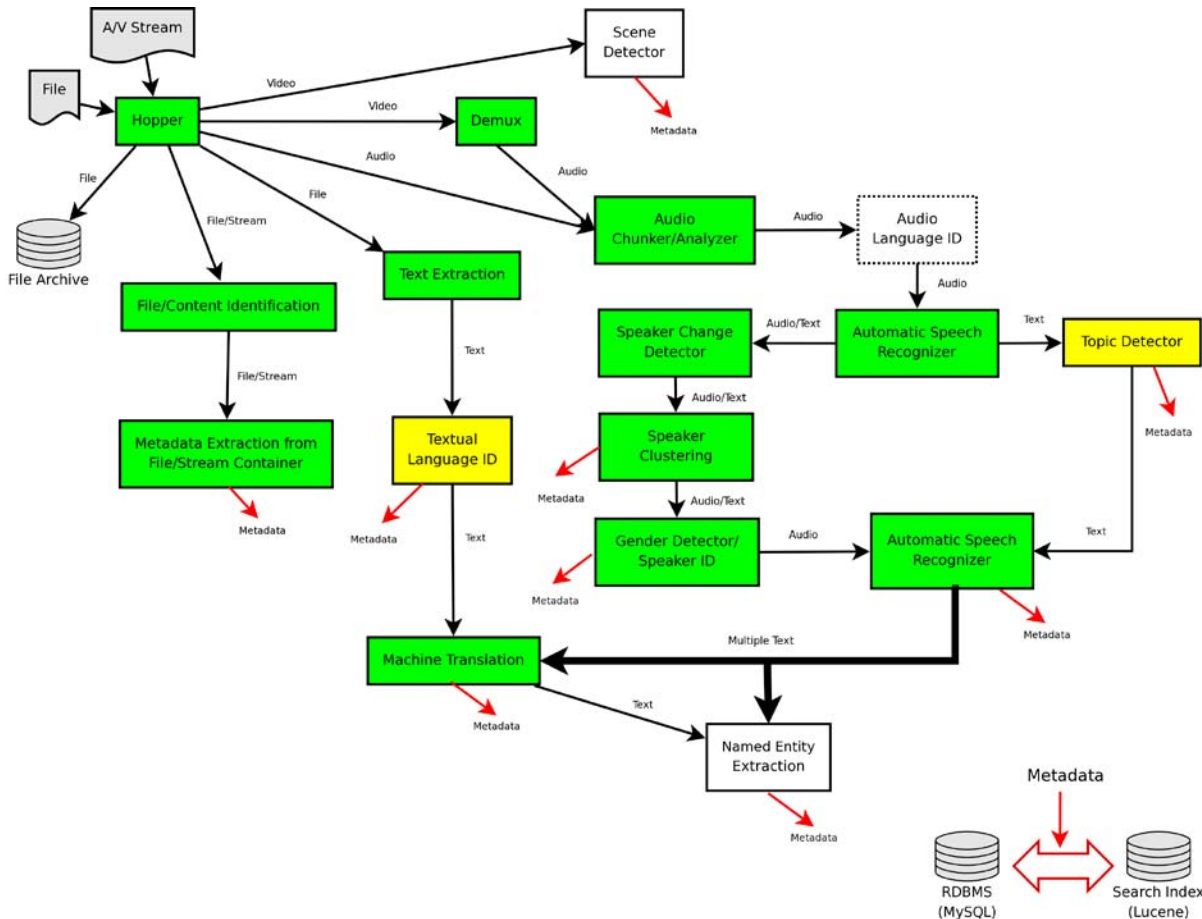 A/V Stream
File
Hopper
Video
Scene
Detector
Metadata
Video
Demux
Audio
Audio
File
File/Stream
File
File Archive
Audio
Chunker/Analyzer
Audio
Audio
Language ID
Audio
Text Extraction
File/Content Identification
Text
File/Stream
Speaker Change
Detector
Audio/Text
Automatic Speech
Recognizer
Text
Topic Detector
Metadata
Audio/Text
Metadata Extraction from
File/Stream Container
Metadata
Textual
Language ID
Metadata
Speaker
Clustering
Metadata
Audio/Text
Text
Gender Detector/
Speaker ID
Metadata
Audio
Automatic Speech
Recognizer
Text
Metadata
Multiple Text
Machine Translation
Metadata
Text
Named Entity
Extraction
Metadata
Metadata
RDBMS
(MySQL)
Search Index
(Lucene)